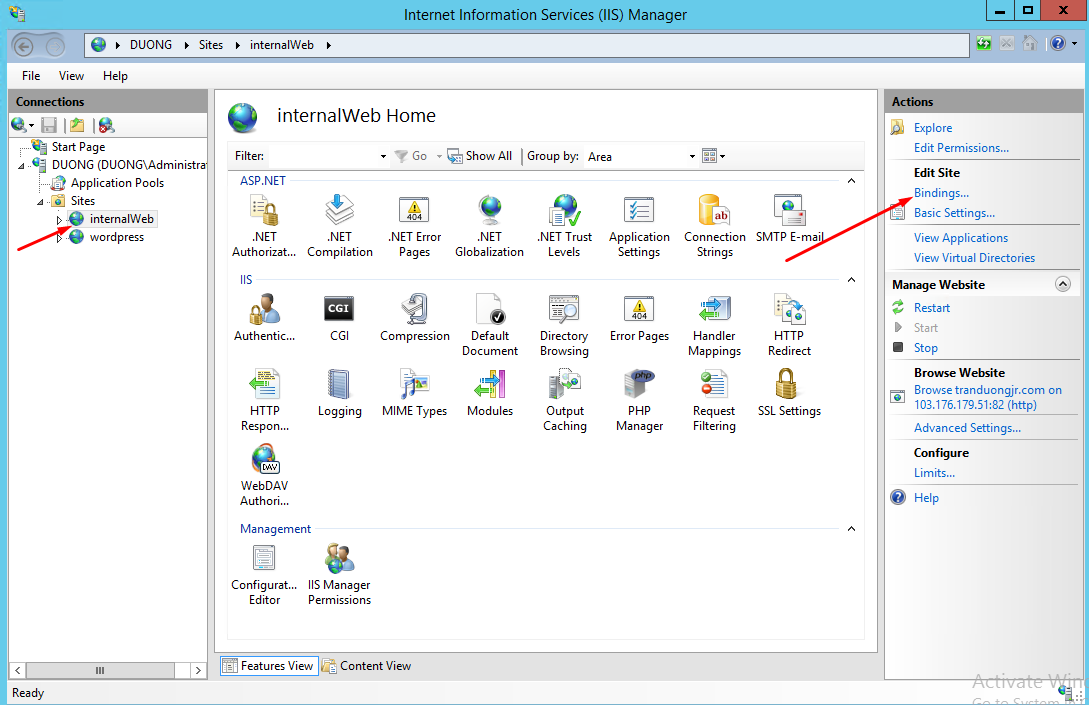 Internet Information Services (IIS) Manager
DUONG
Sites
internalWeb
File View Help
Connections
Start Page
DUONG (DUONG\Administra
Application Pools
Sites
internalWeb
wordpress
internalWeb Home
Filter: Go Show All Group by: Area
ASP.NET
.NET Authorizat...
.NET Compilation
404
.NET Error Pages
.NET Globalization
.NET Trust Levels
Application Settings
ab
Connection Strings
SMTP E-mail
IIS
Authentic...
CGI
CGI
Compression
Default Document
Directory Browsing
404
Error Pages
Handler Mappings
HTTP Redirect
HTTP Respon...
Logging
MIME Types
Modules
Output Caching
php
PHP Manager
Request Filtering
SSL Settings
DAV
WebDAV Authori...
Management
Configurat... Editor
IIS Manager Permissions
Features View
Content View
Ready
Actions
Explore
Edit Permissions...
Edit Site
Bindings...
Basic Settings...
View Applications
View Virtual Directories
Manage Website
Restart
Start
Stop
Browse Website
Browse tranduongjr.com on
103.176.179.51:82 (http)
Advanced Settings...
Configure
Limits...
Help
Activate Win
Go to System